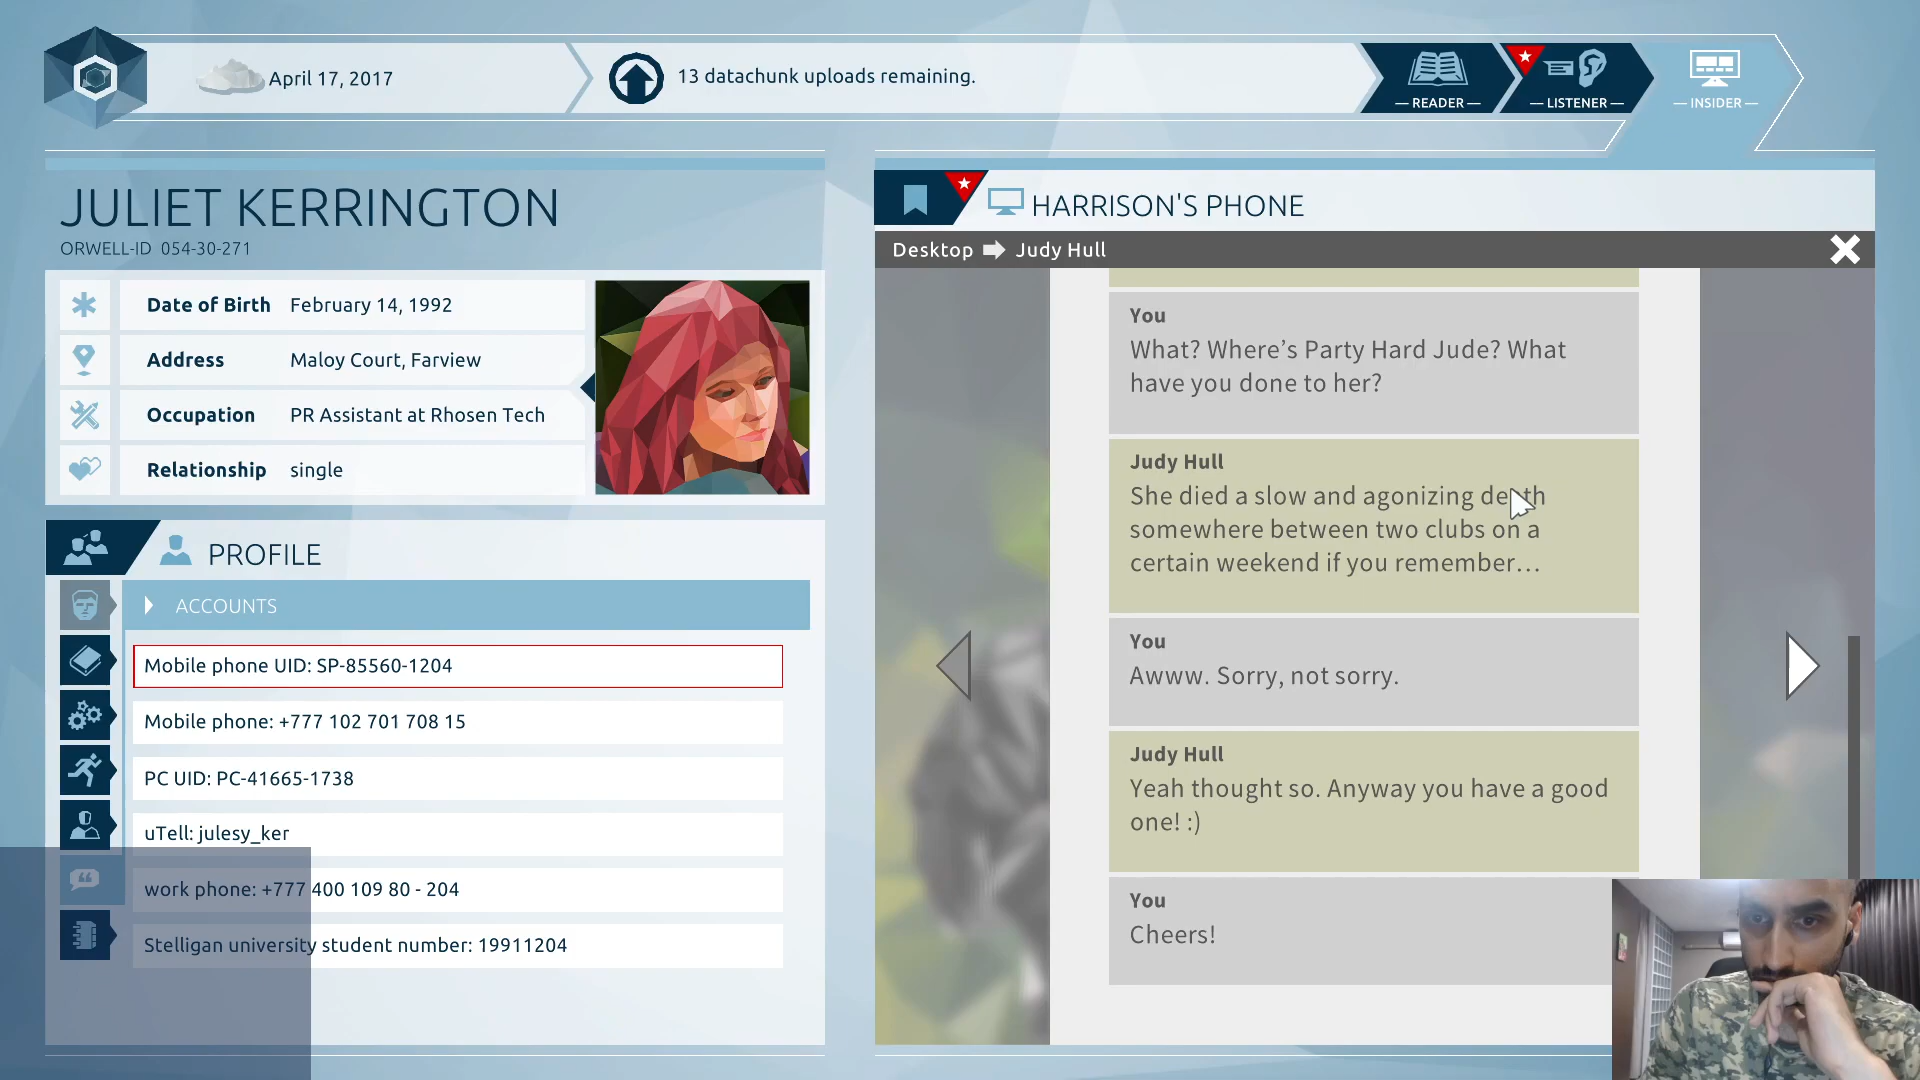 April 17, 2017
13 datachunk uploads remaining.
— READER —
— LISTENER —
— INSIDER —
JULIET KERRINGTON
ORWELL-ID 054-30-271
Date of Birth February 14, 1992
Address Maloy Court, Farview
Occupation PR Assistant at Rhosen Tech
Relationship single
PROFILE
ACCOUNTS
Mobile phone UID: SP-85560-1204
Mobile phone: +777 102 701 708 15
PC UID: PC-41665-1738
uTell: julesy_ker
work phone: +777 400 109 80 - 204
Stelligan university student number: 19911204
HARRISON'S PHONE
Desktop Judy Hull
You
What? Where's Party Hard Jude? What
have you done to her?
Judy Hull
She died a slow and agonizing death
somewhere between two clubs on a
certain weekend if you remember…
You
Awww. Sorry, not sorry.
Judy Hull
Yeah thought so. Anyway you have a good
one! :)
You
Cheers!